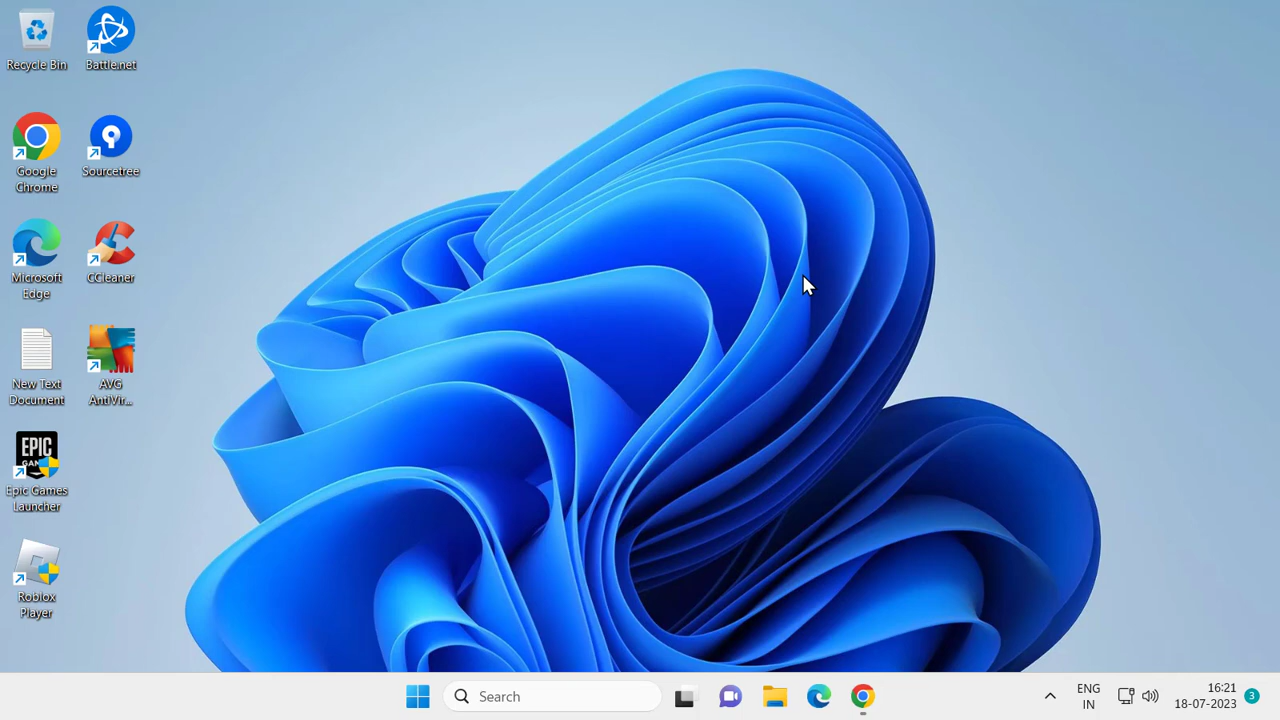 Recycle Bin
Battle.net
Google
Chrome
Sourcetree
Microsoft
Edge
CCleaner
New Text
Document
AVG
AntiVir...
EPIC
Epic Games
Launcher
Roblox
Player
Search
ENG
IN
16:21
18-07-2023
3